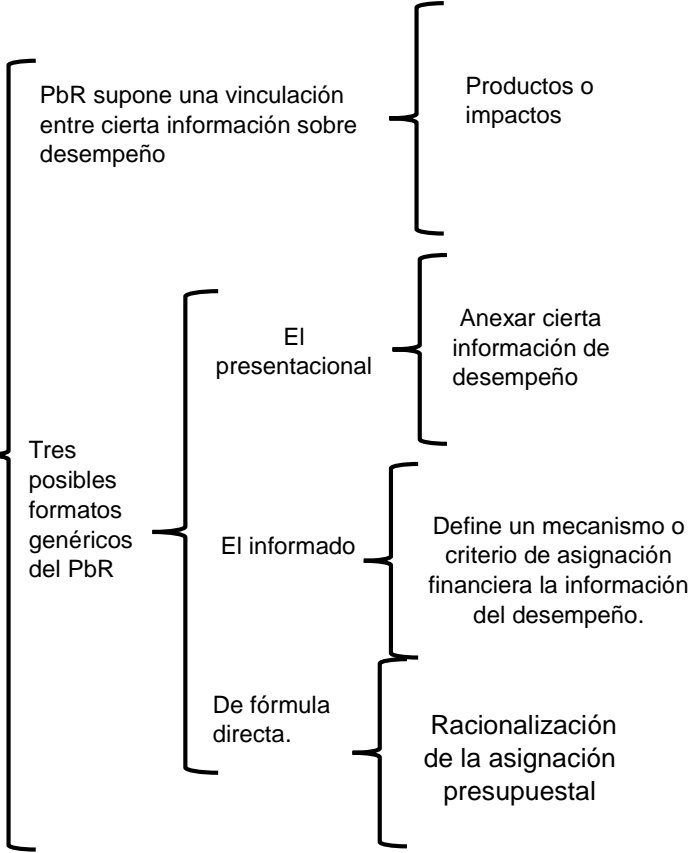 PbR supone una vinculación
entre cierta información sobre
desempeño
Productos o
impactos
Tres
posibles
formatos
genéricos
del PbR
El
presentacional
Anexar cierta
información de
desempeño
El informado
Define un mecanismo o
criterio de asignación
financiera la información
del desempeño.
De fórmula
directa.
Racionalización
de la asignación
presupuestal